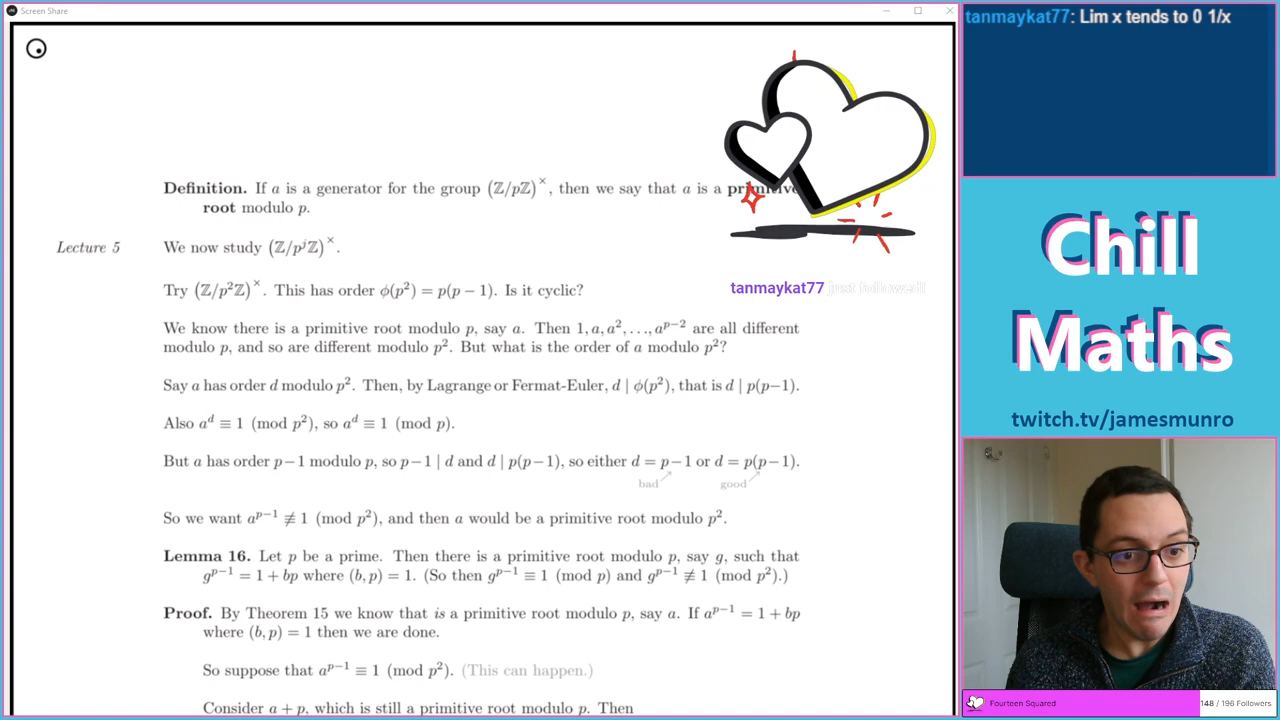 Screen Share
tanmaykat77: Lim x tends to 0 1/x
Definition. If a is a generator for the group (ℤ/pℤ)^×, then we say that a is a primitive
root modulo p.
Lecture 5 We now study (ℤ/p^jℤ)^×.
Try (ℤ/p²ℤ)^×. This has order ϕ(p²) = p(p − 1). Is it cyclic?
tanmaykat77 just followed!
We know there is a primitive root modulo p, say a. Then 1, a, a², . . . , a^{p−2} are all different
modulo p, and so are different modulo p². But what is the order of a modulo p²?
Say a has order d modulo p². Then, by Lagrange or Fermat-Euler, d | ϕ(p²), that is d | p(p−1).
Also a^d ≡ 1 (mod p²), so a^d ≡ 1 (mod p).
But a has order p−1 modulo p, so p−1 | d and d | p(p−1), so either d = p−1 or d = p(p−1).
bad good
So we want a^{p−1} ≢ 1 (mod p²), and then a would be a primitive root modulo p².
Lemma 16. Let p be a prime. Then there is a primitive root modulo p, say g, such that
g^{p−1} = 1 + bp where (b, p) = 1. (So then g^{p−1} ≡ 1 (mod p) and g^{p−1} ≢ 1 (mod p²).)
Proof. By Theorem 15 we know that is a primitive root modulo p, say a. If a^{p−1} = 1 + bp
where (b, p) = 1 then we are done.
So suppose that a^{p−1} ≡ 1 (mod p²). (This can happen.)
Consider a + p, which is still a primitive root modulo p. Then
Chill
Maths
twitch.tv/jamesmunro
Fourteen Squared 148 / 196 Followers